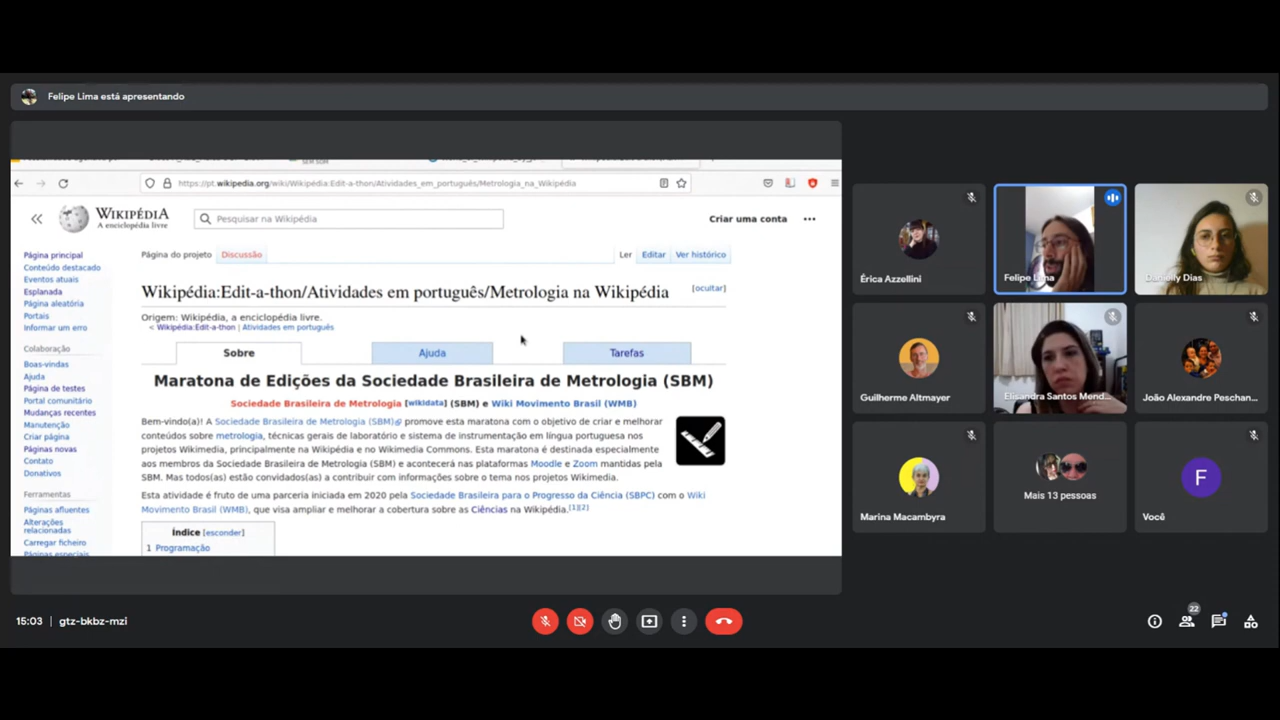 Felipe Lima está apresentando
SEM SOM
https://pt.wikipedia.org/wiki/Wikipédia:Edit-a-thon/Atividades_em_português/Metrologia_na_Wikipédia
WIKIPÉDIA
A enciclopédia livre
Pesquisar na Wikipédia
Criar uma conta
Página principal
Conteúdo destacado
Eventos atuais
Esplanada
Página aleatória
Portais
Informar um erro
Colaboração
Boas-vindas
Ajuda
Página de testes
Portal comunitário
Mudanças recentes
Manutenção
Criar página
Páginas novas
Contato
Donativos
Ferramentas
Páginas afluentes
Alterações
relacionadas
Carregar ficheiro
Páginas especiais
Página do projeto Discussão Ler Editar Ver histórico
Wikipédia:Edit-a-thon/Atividades em português/Metrologia na Wikipédia [ocultar]
Origem: Wikipédia, a enciclopédia livre.
< Wikipédia:Edit-a-thon | Atividades em português
Sobre Ajuda Tarefas
Maratona de Edições da Sociedade Brasileira de Metrologia (SBM)
Sociedade Brasileira de Metrologia [wikidata] (SBM) e Wiki Movimento Brasil (WMB)
Bem-vindo(a)! A Sociedade Brasileira de Metrologia (SBM) promove esta maratona com o objetivo de criar e melhorar
conteúdos sobre metrologia, técnicas gerais de laboratório e sistema de instrumentação em língua portuguesa nos
projetos Wikimedia, principalmente na Wikipédia e no Wikimedia Commons. Esta maratona é destinada especialmente
aos membros da Sociedade Brasileira de Metrologia (SBM) e acontecerá nas plataformas Moodle e Zoom mantidas pela
SBM. Mas todos(as) estão convidados(as) a contribuir com informações sobre o tema nos projetos Wikimedia.
Esta atividade é fruto de uma parceria iniciada em 2020 pela Sociedade Brasileira para o Progresso da Ciência (SBPC) com o Wiki
Movimento Brasil (WMB), que visa ampliar e melhorar a cobertura sobre as Ciências na Wikipédia.[1][2]
Índice [esconder]
1 Programação
Érica Azzellini
Felipe Lima
Danielly Dias
Guilherme Altmayer
Elisandra Santos Mend...
João Alexandre Peschan...
Marina Macambyra
Mais 13 pessoas
F
Você
15:03 | gtz-bkbz-mzi
22